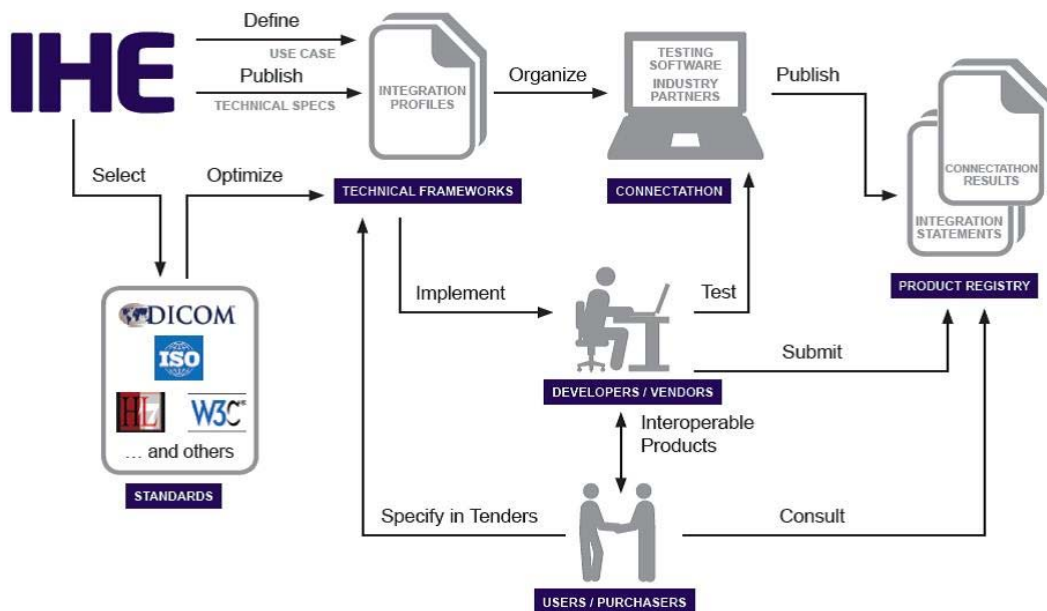 IHE
Define
USE CASE
Publish
TECHNICAL SPECS
INTEGRATION
PROFILES
TECHNICAL FRAMEWORKS
Organize
TESTING
SOFTWARE
INDUSTRY
PARTNERS
CONNECTATHON
Publish
CONNECTATHON
RESULTS
INTEGRATION
STATEMENTS
PRODUCT REGISTRY
Select
Optimize
DICOM
ISO
HL7
W3C
... and others
STANDARDS
Implement
Test
DEVELOPERS / VENDORS
Submit
Interoperable
Products
Specify in Tenders
Consult
USERS / PURCHASERS